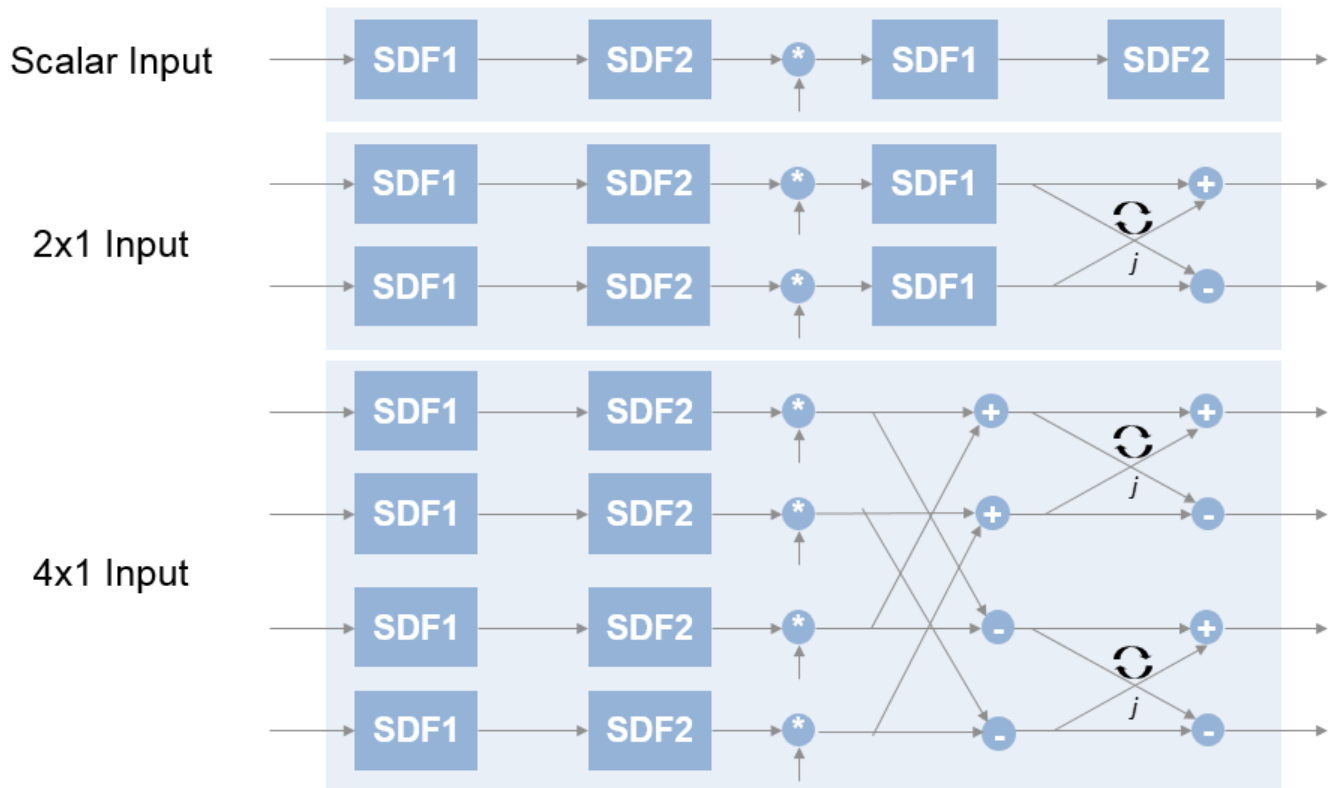 Scalar Input SDF1 SDF2 * SDF1 SDF2
SDF1 SDF2 * SDF1 +
2x1 Input
j
SDF1 SDF2 * SDF1 -
SDF1 SDF2 * + +
j
SDF1 SDF2 * + -
4x1 Input
SDF1 SDF2 * - +
j
SDF1 SDF2 * - -